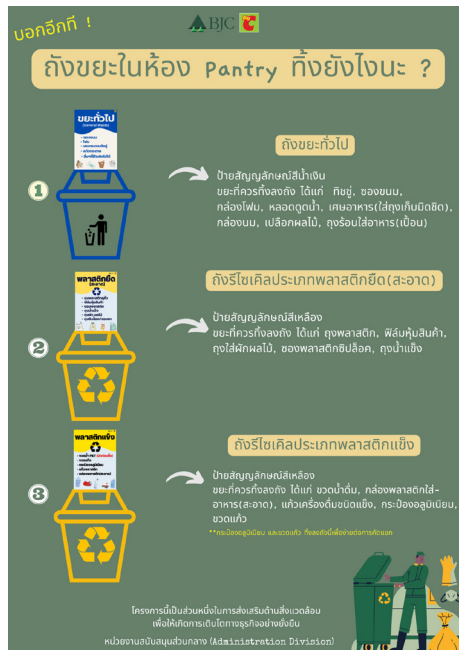 บอกอีกที !
BJC
ถังขยะในห้อง Pantry ทิ้งยังไงนะ ?
ขยะทั่วไป
(General Waste)
1
ถังขยะทั่วไป
ป้ายสัญญลักษณ์สีน้ำเงิน
ขยะที่ควรทิ้งลงถัง ได้แก่ ทิชชู่, ซองขนม,
กล่องโฟม, หลอดดูดน้ำ, เศษอาหาร(ใส่ถุงเก็บมิดชิด),
กล่องนม, เปลือกผลไม้, ถุงร้อนใส่อาหาร(เปื้อน)
พลาสติกยืด
(สะอาด)
2
ถังรีไซเคิลประเภทพลาสติกยืด(สะอาด)
ป้ายสัญญลักษณ์สีเหลือง
ขยะที่ควรทิ้งลงถัง ได้แก่ ถุงพลาสติก, ฟิล์มหุ้มสินค้า,
ถุงใส่ผักผลไม้, ซองพลาสติกซิปล็อค, ถุงน้ำแข็ง
พลาสติกแข็ง
3
ถังรีไซเคิลประเภทพลาสติกแข็ง
ป้ายสัญญลักษณ์สีเหลือง
ขยะที่ควรทิ้งลงถัง ได้แก่ ขวดน้ำดื่ม, กล่องพลาสติกใส่-
อาหาร(สะอาด), แก้วเครื่องดื่มชนิดแข็ง, กระป๋องอลูมิเนียม,
ขวดแก้ว
**กระป๋องอลูมิเนียม และขวดแก้ว ทิ้งลงถังนี้เพื่อง่ายต่อการคัดแยก
โครงการนี้เป็นส่วนหนึ่งในการส่งเสริมด้านสิ่งแวดล้อม
เพื่อให้เกิดการเติบโตทางธุรกิจอย่างยั่งยืน
หน่วยงานสนับสนุนส่วนกลาง (Administration Division)